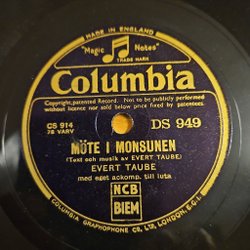 MADE IN ENGLAND
"Magic Notes"
TRADE MARK
Columbia
Copyright, patented Record. Not to be publicly performed
without licence nor sold below price fixed by patentees.
CS 914
78 VARV
DS 949
MÖTE I MONSUNEN
(Text och musik av EVERT TAUBE)
EVERT TAUBE
med eget ackomp. till luta
NCB
BIEM
COLUMBIA GRAPHOPHONE CO. LTD. LONDON, E.C.1.